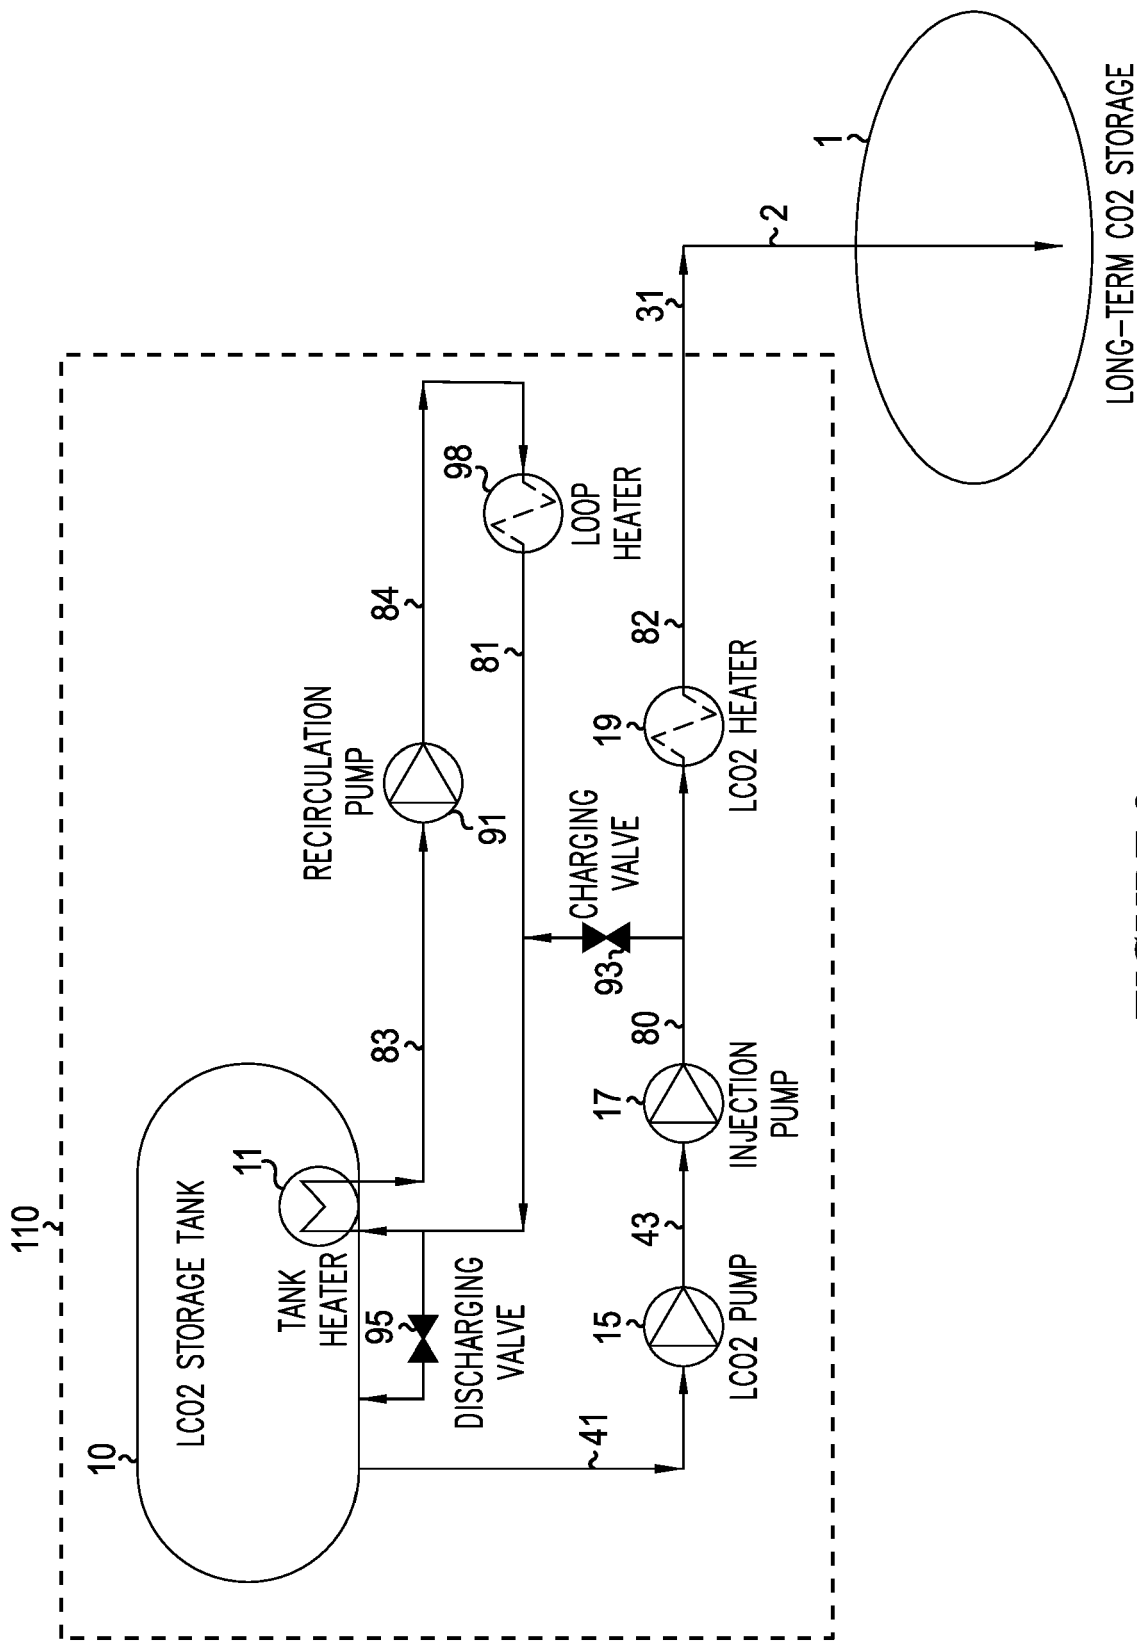 110
10
LCO2 STORAGE TANK
11
TANK
HEATER
95
DISCHARGING
VALVE
41
83
RECIRCULATION
PUMP
91
84
98
LOOP
HEATER
81
CHARGING
VALVE
93
15
LCO2 PUMP
43
17
INJECTION
PUMP
80
19
LCO2 HEATER
82
31
2
1
LONG-TERM CO2 STORAGE